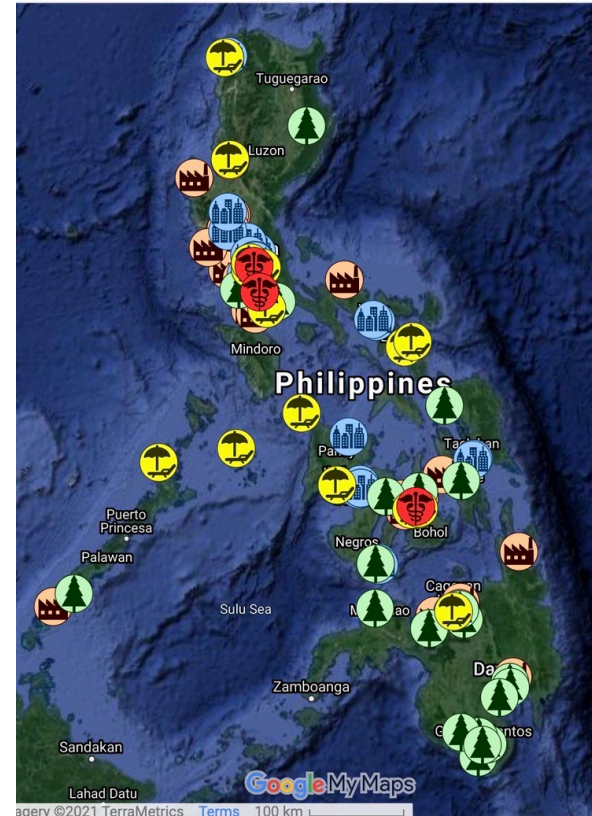 Tuguegarao
Luzon
Mindoro
Philippines
Puerto
Princesa
Negros
Bohol
Palawan
Sulu Sea
Zamboanga
Sandakan
Google My Maps
Lahad Datu
agery ©2021 TerraMetrics Terms 100 km